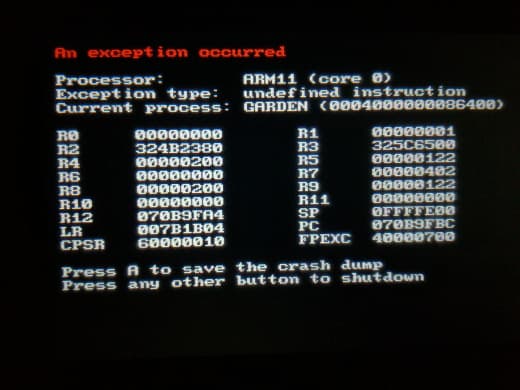 An exception occurred
Processor: ARM11 (core 0)
Exception type: undefined instruction
Current process: GARDEN (0004000000086400)
R0 00000000 R1 00000001
R2 324B2380 R3 325C6500
R4 00000200 R5 00000122
R6 00000000 R7 00000402
R8 00000200 R9 00000122
R10 00000000 R11 00000000
R12 070B9FA4 SP 0FFFFE00
LR 007B1B04 PC 070B9FBC
CPSR 60000010 FPEXC 40000700
Press A to save the crash dump
Press any other button to shutdown